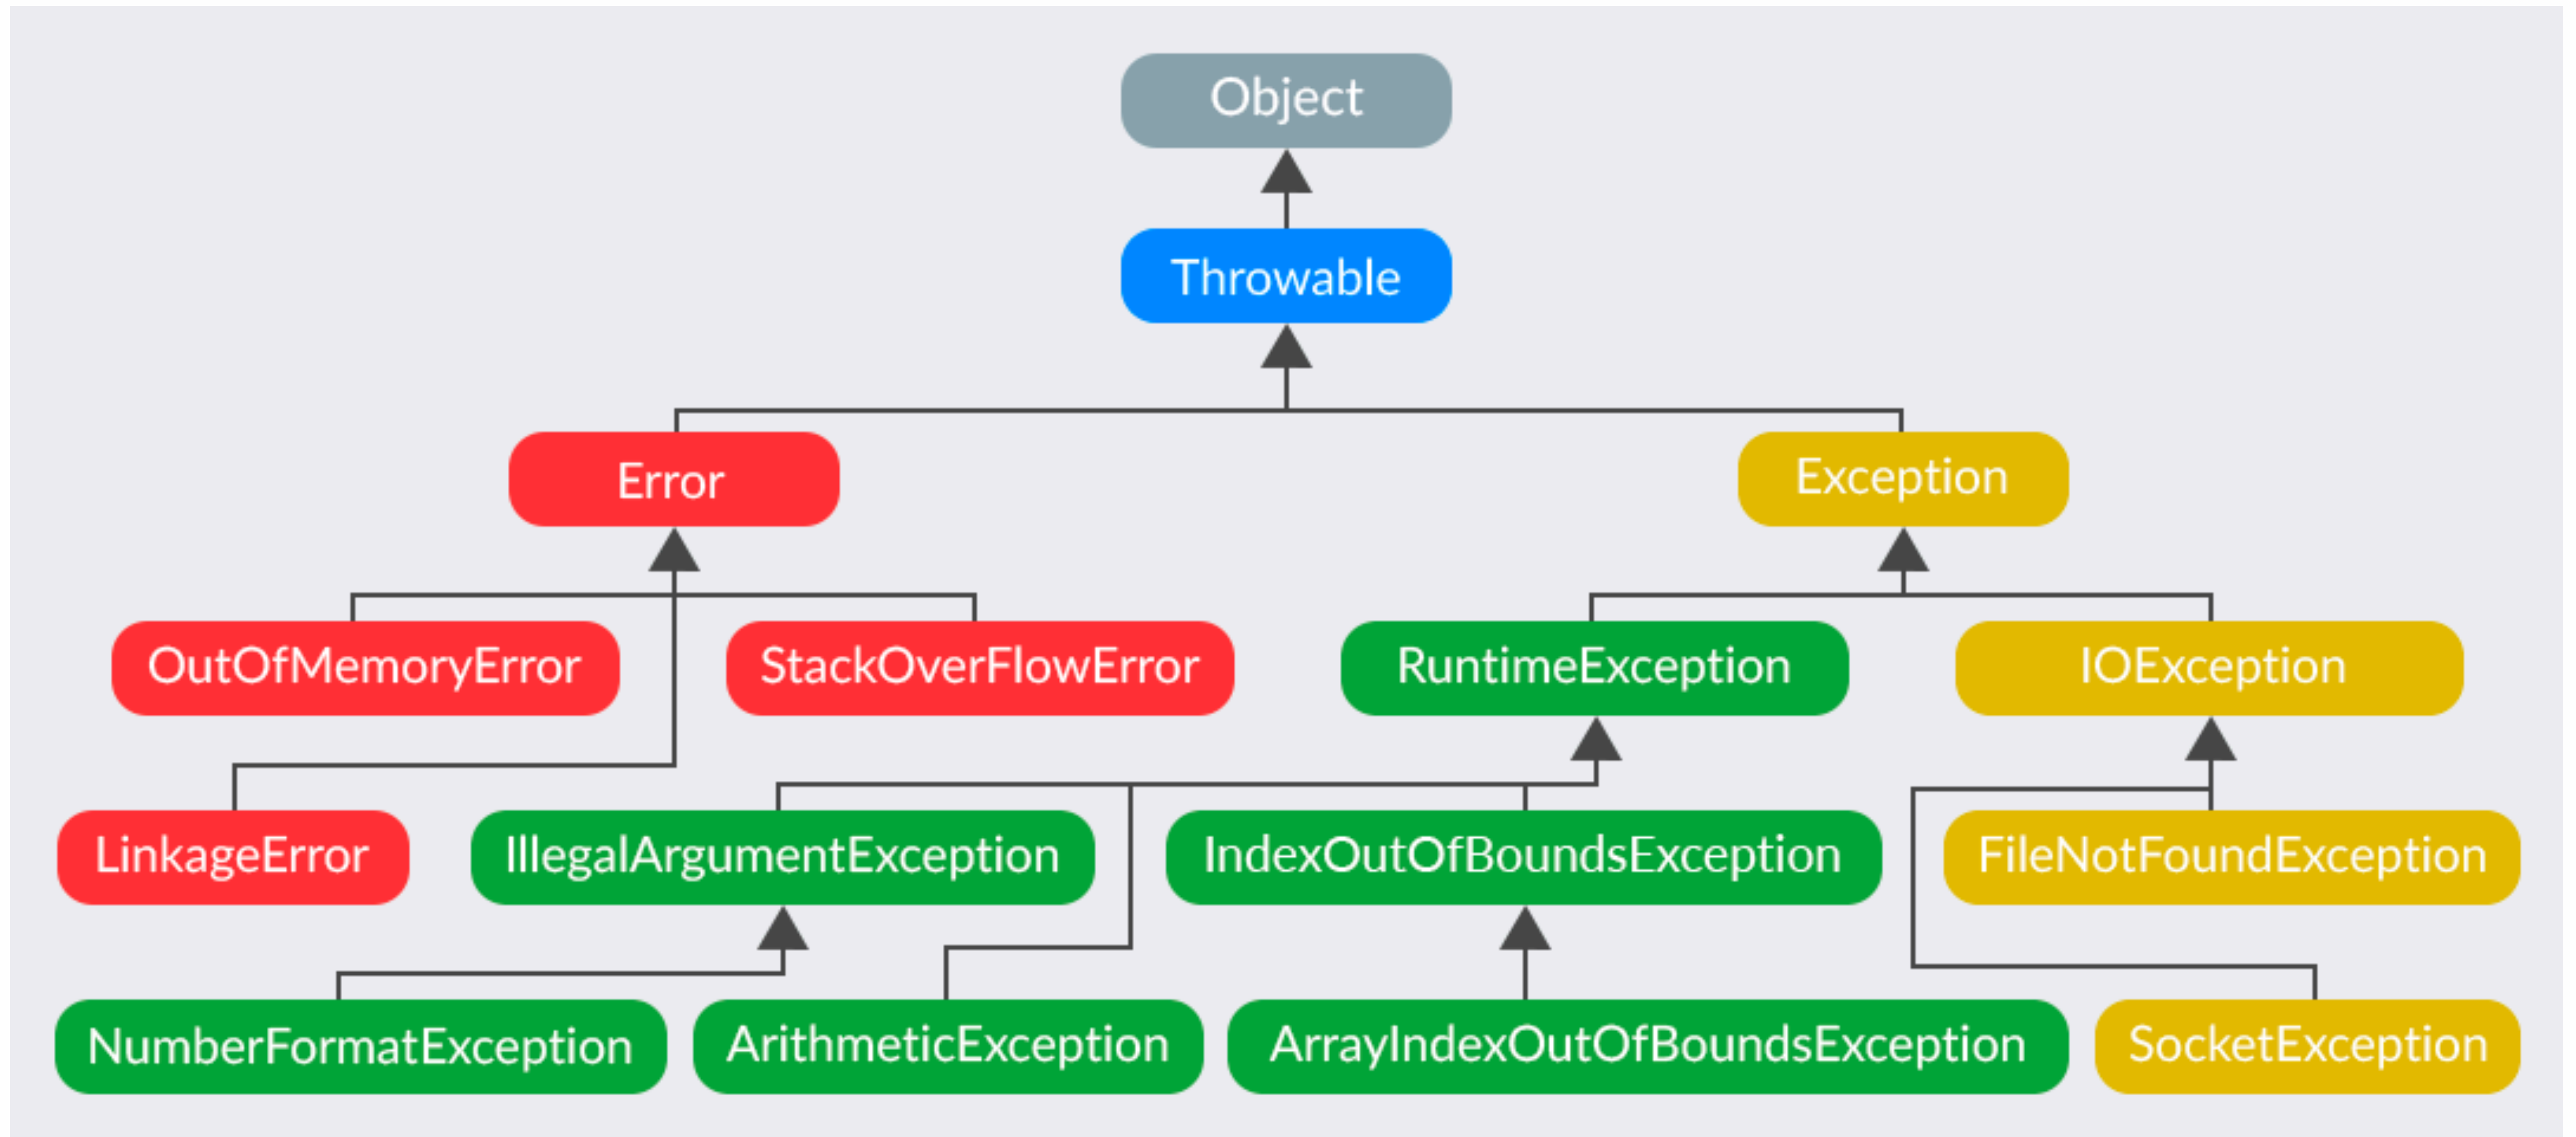 Object
Throwable
Error
Exception
OutOfMemoryError
StackOverFlowError
RuntimeException
IOException
LinkageError
IllegalArgumentException
IndexOutOfBoundsException
FileNotFoundException
NumberFormatException
ArithmeticException
ArrayIndexOutOfBoundsException
SocketException